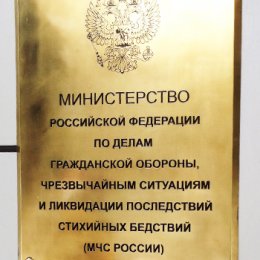 МИНИСТЕРСТВО
РОССИЙСКОЙ ФЕДЕРАЦИИ
ПО ДЕЛАМ
ГРАЖДАНСКОЙ ОБОРОНЫ,
ЧРЕЗВЫЧАЙНЫМ СИТУАЦИЯМ
И ЛИКВИДАЦИИ ПОСЛЕДСТВИЙ
СТИХИЙНЫХ БЕДСТВИЙ
(МЧС РОССИИ)